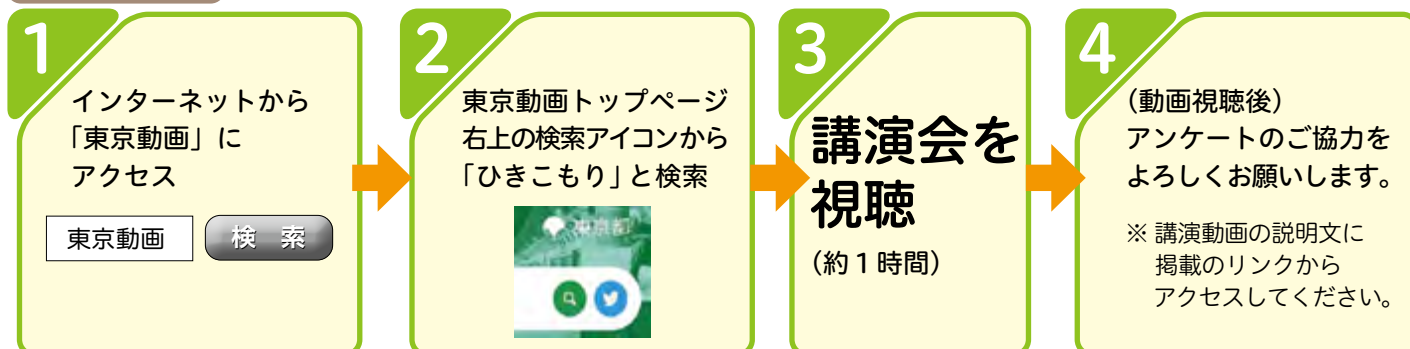 1
インターネットから
「東京動画」に
アクセス
東京動画
検 索
2
東京動画トップページ
右上の検索アイコンから
「ひきこもり」と検索
東京都
3
講演会を
視聴
(約1時間)
4
(動画視聴後)
アンケートのご協力を
よろしくお願いします。
※ 講演動画の説明文に
掲載のリンクから
アクセスしてください。